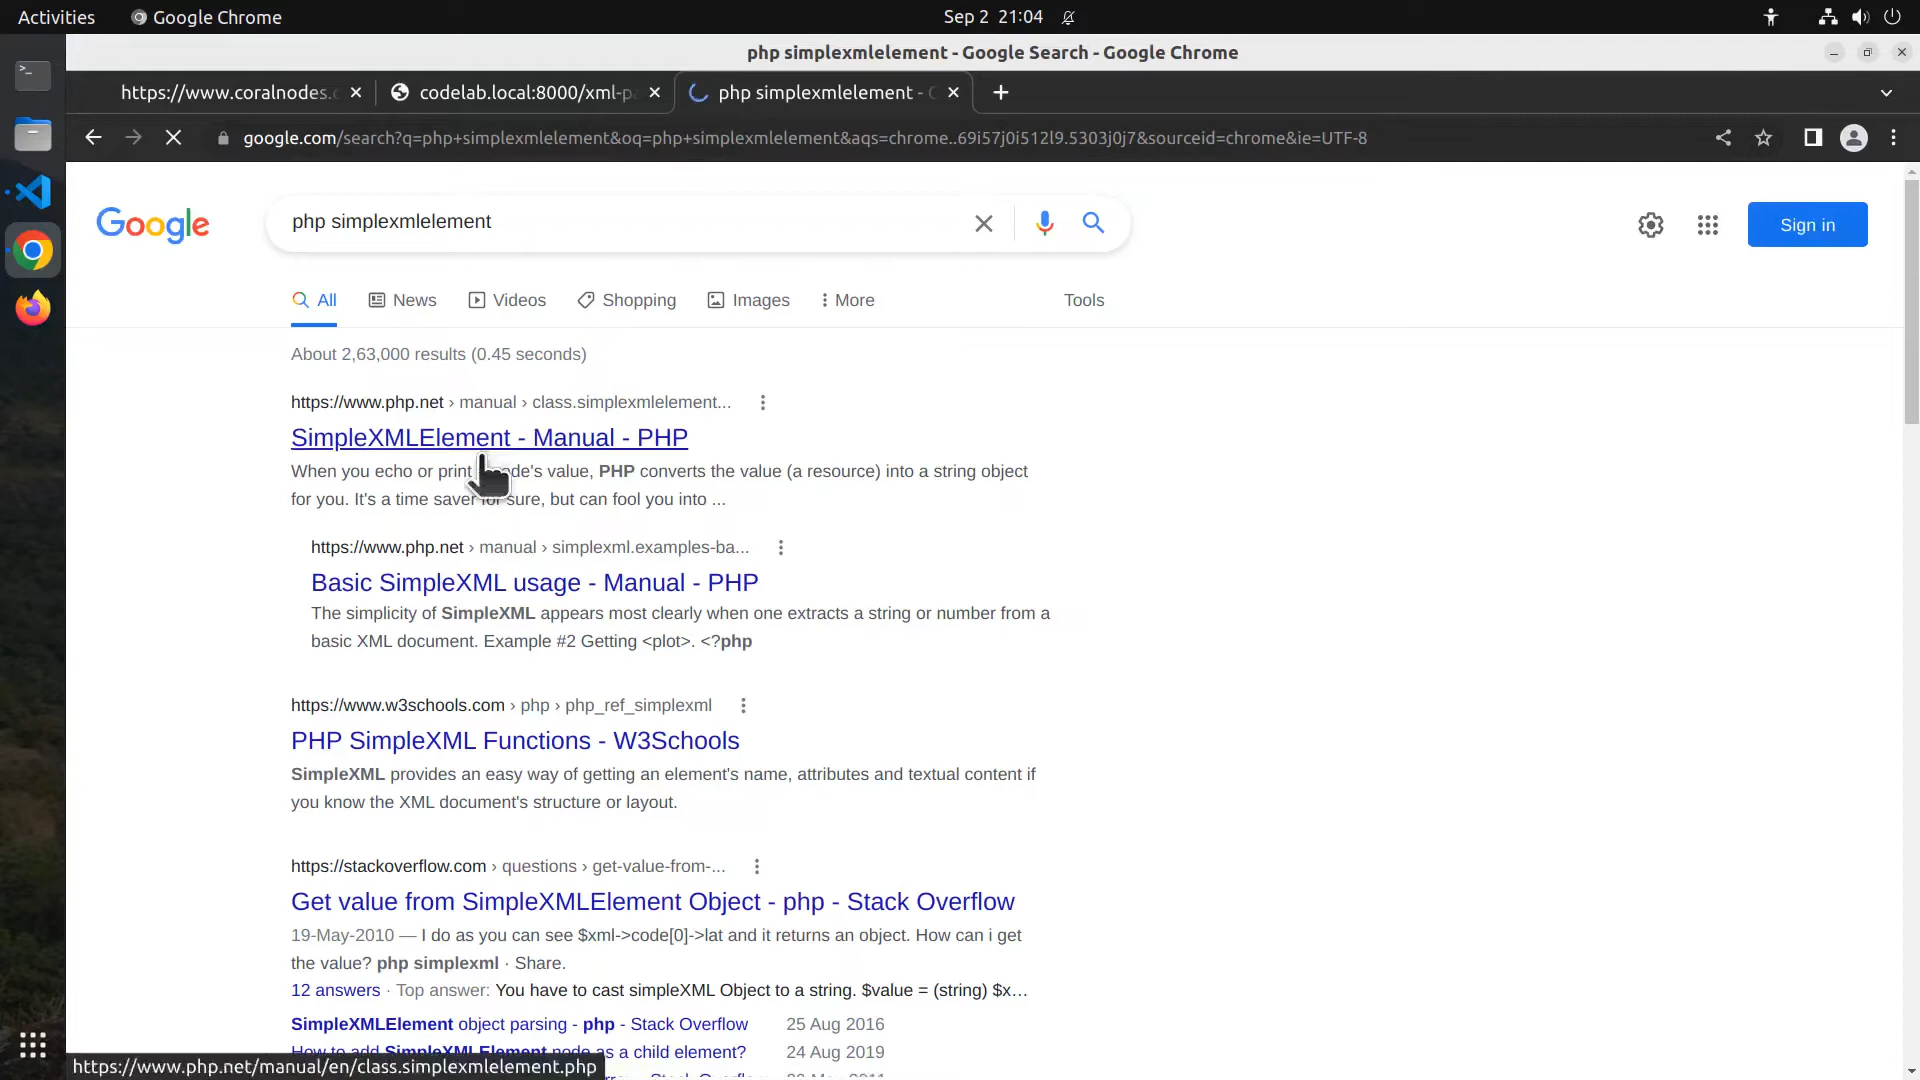 Activities
Google Chrome
Sep 2 21:04
php simplexmlelement - Google Search - Google Chrome
https://www.coralnodes.
codelab.local:8000/xml-p
php simplexmlelement -
google.com/search?q=php+simplexmlelement&oq=php+simplexmlelement&aqs=chrome..69i57j0i512l9.5303j0j7&sourceid=chrome&ie=UTF-8
Google
php simplexmlelement
Sign in
All
News
Videos
Shopping
Images
More
Tools
About 2,63,000 results (0.45 seconds)
https://www.php.net › manual › class.simplexmlelement...
SimpleXMLElement - Manual - PHP
When you echo or print de's value, PHP converts the value (a resource) into a string object
for you. It's a time saver for sure, but can fool you into ...
https://www.php.net › manual › simplexml.examples-ba...
Basic SimpleXML usage - Manual - PHP
The simplicity of SimpleXML appears most clearly when one extracts a string or number from a
basic XML document. Example #2 Getting <plot>. <?php
https://www.w3schools.com › php › php_ref_simplexml
PHP SimpleXML Functions - W3Schools
SimpleXML provides an easy way of getting an element's name, attributes and textual content if
you know the XML document's structure or layout.
https://stackoverflow.com › questions › get-value-from-...
Get value from SimpleXMLElement Object - php - Stack Overflow
19-May-2010 — I do as you can see $xml->code[0]->lat and it returns an object. How can i get
the value? php simplexml · Share.
12 answers · Top answer: You have to cast simpleXML Object to a string. $value = (string) $x...
SimpleXMLElement object parsing - php - Stack Overflow 25 Aug 2016
How to add SimpleXMLElement node as a child element? 24 Aug 2019
https://www.php.net/manual/en/class.simplexmlelement.php